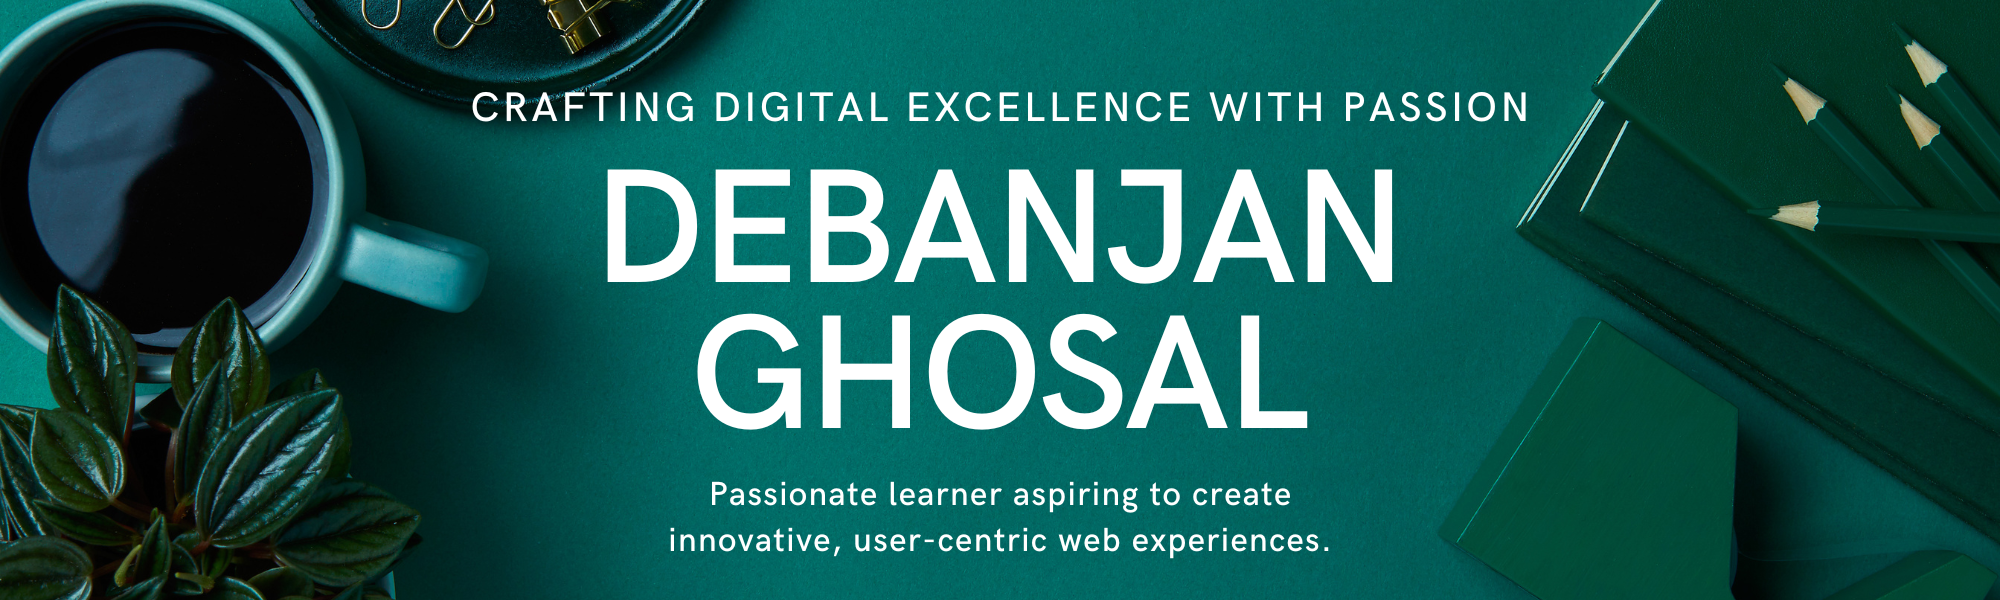 CRAFTING DIGITAL EXCELLENCE WITH PASSION
DEBANJAN
GHOSAL
Passionate learner aspiring to create
innovative, user-centric web experiences.